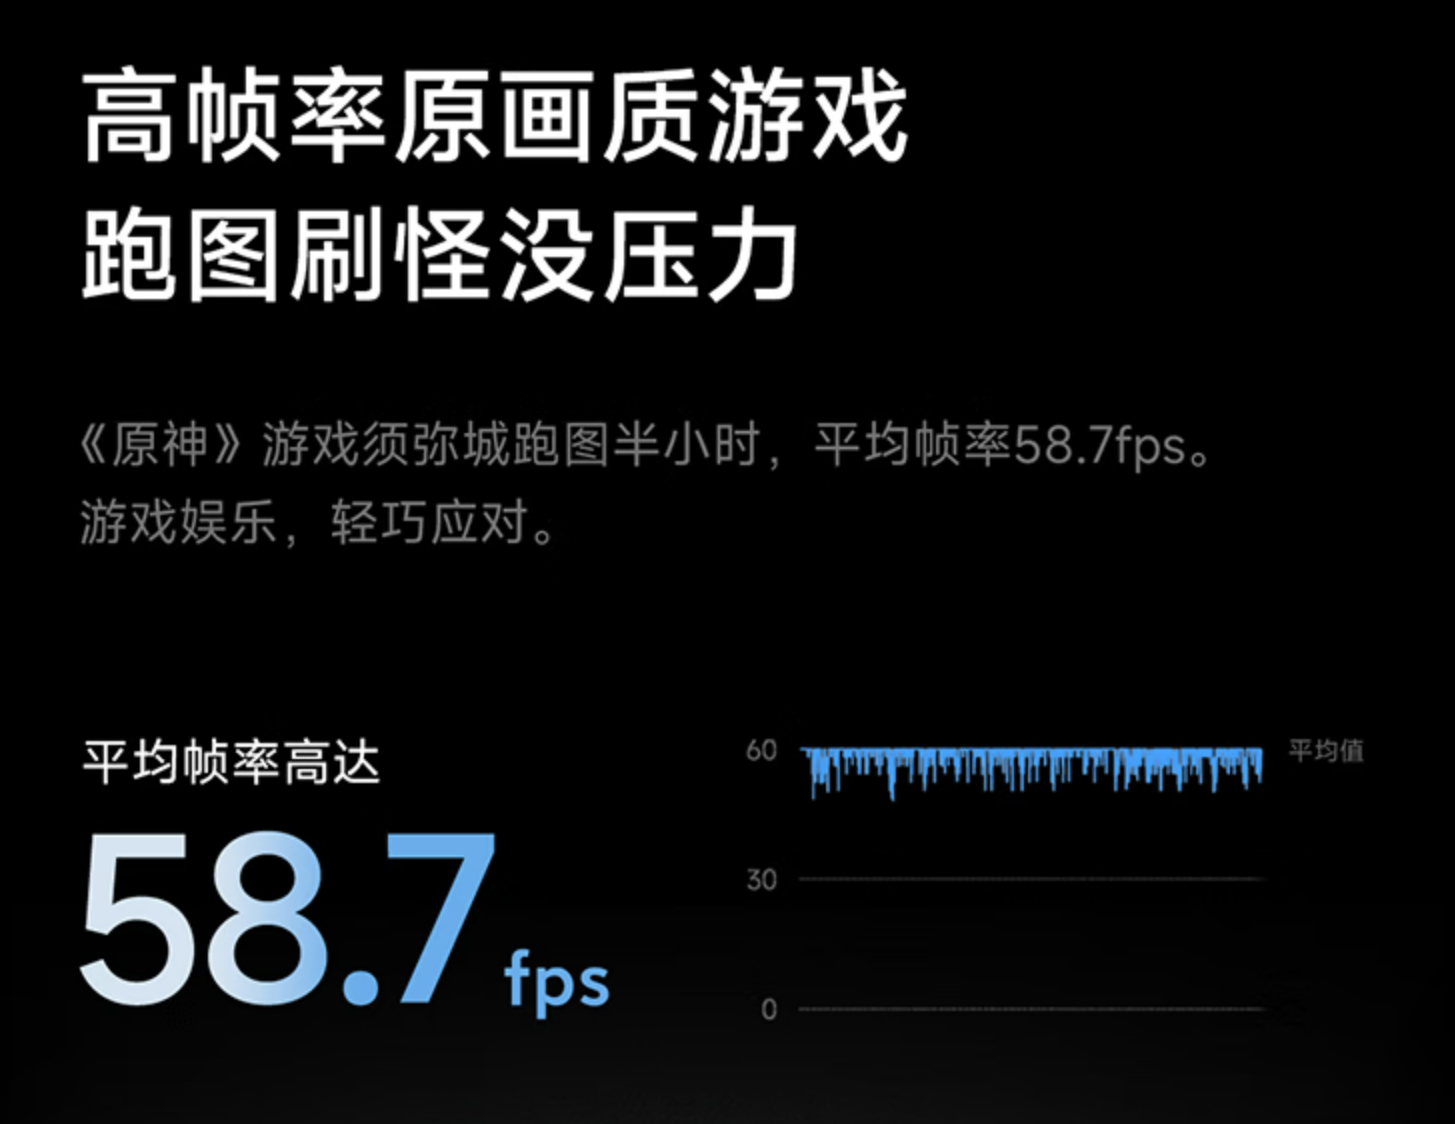 高帧率原画质游戏
跑图刷怪没压力
《原神》游戏须弥城跑图半小时，平均帧率58.7fps。
游戏娱乐，轻巧应对。
平均帧率高达
58.7 fps
60
平均值
30
0